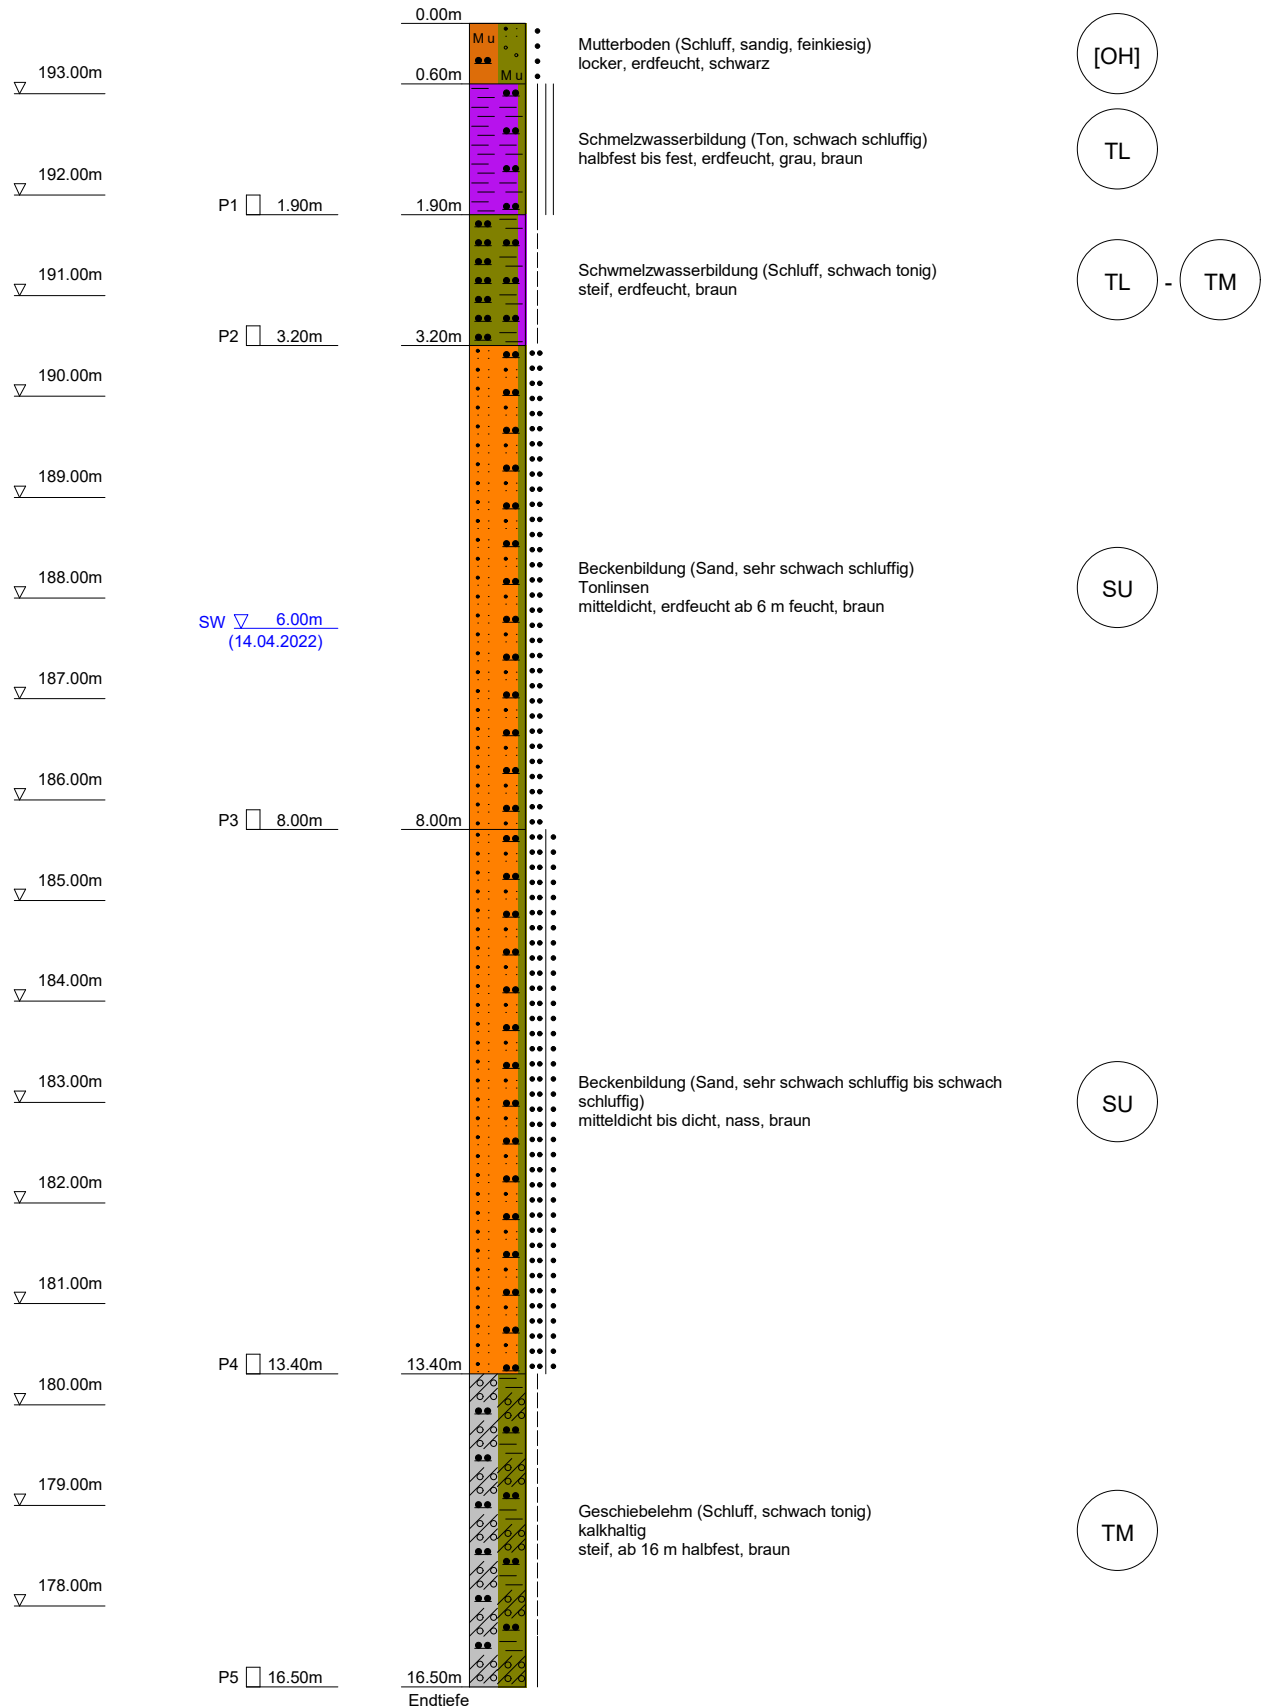 0.00m
M u
Mutterboden (Schluff, sandig, feinkiesig)
locker, erdfeucht, schwarz
[OH]
193.00m
0.60m
M u
Schmelzwasserbildung (Ton, schwach schluffig)
halbfest bis fest, erdfeucht, grau, braun
TL
192.00m
P1 1.90m 1.90m
191.00m
Schwmelzwasserbildung (Schluff, schwach tonig)
steif, erdfeucht, braun
TL - TM
P2 3.20m 3.20m
190.00m
189.00m
188.00m
Beckenbildung (Sand, sehr schwach schluffig)
Tonlinsen
mitteldicht, erdfeucht ab 6 m feucht, braun
SU
SW 6.00m
(14.04.2022)
187.00m
186.00m
P3 8.00m 8.00m
185.00m
184.00m
183.00m
Beckenbildung (Sand, sehr schwach schluffig bis schwach
schluffig)
mitteldicht bis dicht, nass, braun
SU
182.00m
181.00m
P4 13.40m 13.40m
180.00m
179.00m
Geschiebelehm (Schluff, schwach tonig)
kalkhaltig
steif, ab 16 m halbfest, braun
TM
178.00m
P5 16.50m 16.50m
Endtiefe